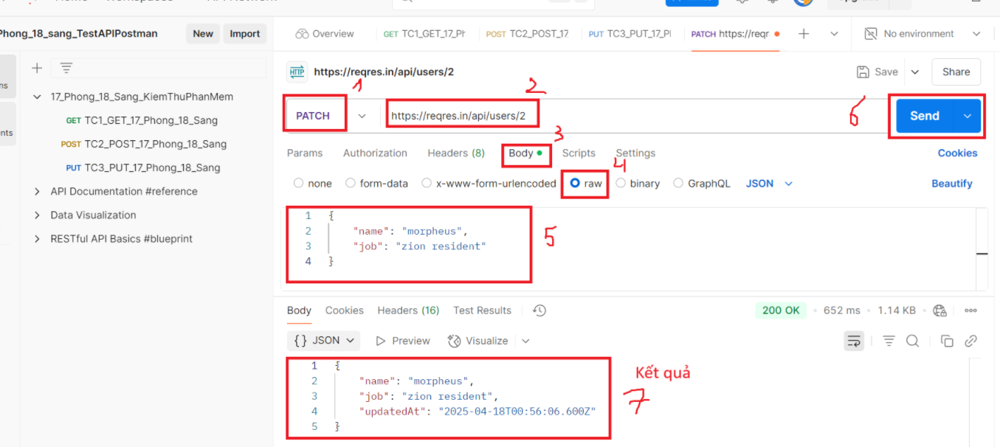 Phong_18_sang_TestAPIPostman New Import
Overview GET TC1_GET_17_Ph POST TC2_POST_17 PUT TC3_PUT_17_Pl PATCH https://reqr No environment
HTTP https://reqres.in/api/users/2 Save Share
1 2 3 4 6
17_Phong_18_Sang_KiemThuPhanMem
GET TC1_GET_17_Phong_18_Sang
POST TC2_POST_17_Phong_18_Sang
PUT TC3_PUT_17_Phong_18_Sang
API Documentation #reference
Data Visualization
RESTful API Basics #blueprint
PATCH https://reqres.in/api/users/2 Send
Params Authorization Headers (8) Body Scripts Settings Cookies
none form-data x-www-form-urlencoded raw binary GraphQL JSON Beautify
1 {
2 "name": "morpheus",
3 "job": "zion resident"
4 }
5
Body Cookies Headers (16) Test Results 200 OK 652 ms 1.14 KB
{} JSON Preview Visualize
1 {
2 "name": "morpheus",
3 "job": "zion resident",
4 "updatedAt": "2025-04-18T00:56:06.600Z"
5 }
Kết quả
7